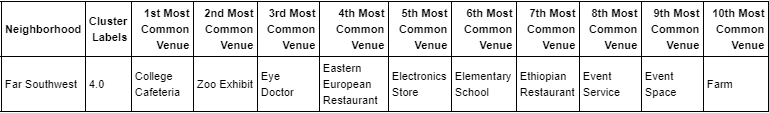 Neighborhood Cluster Labels 1st Most Common Venue 2nd Most Common Venue 3rd Most Common Venue 4th Most Common Venue 5th Most Common Venue 6th Most Common Venue 7th Most Common Venue 8th Most Common Venue 9th Most Common Venue 10th Most Common Venue
Far Southwest 4.0 College Cafeteria Zoo Exhibit Eye Doctor Eastern European Restaurant Electronics Store Elementary School Ethiopian Restaurant Event Service Event Space Farm